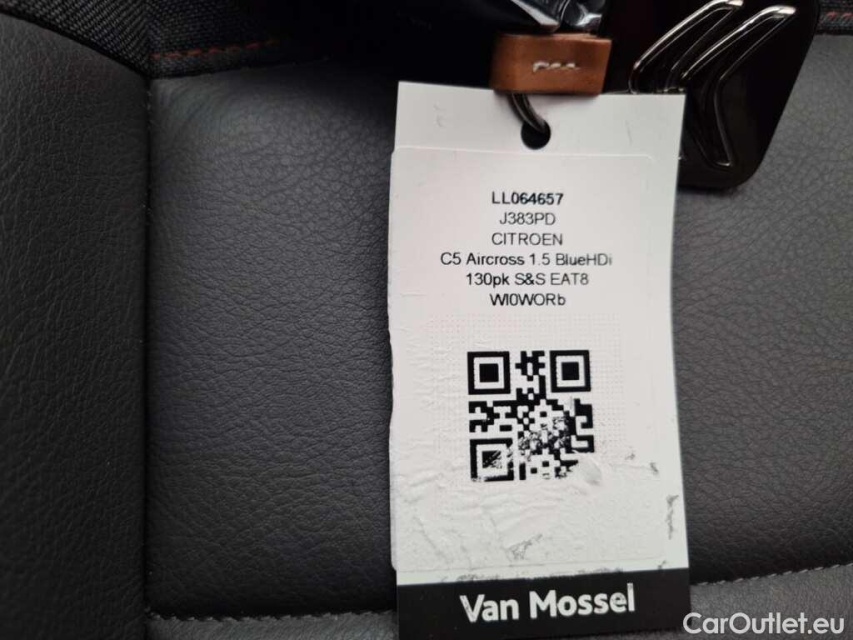 LL064657
J383PD
CITROEN
C5 Aircross 1.5 BlueHDi
130pk S&S EAT8
WI0WORb
Van Mossel
CarOutlet.eu